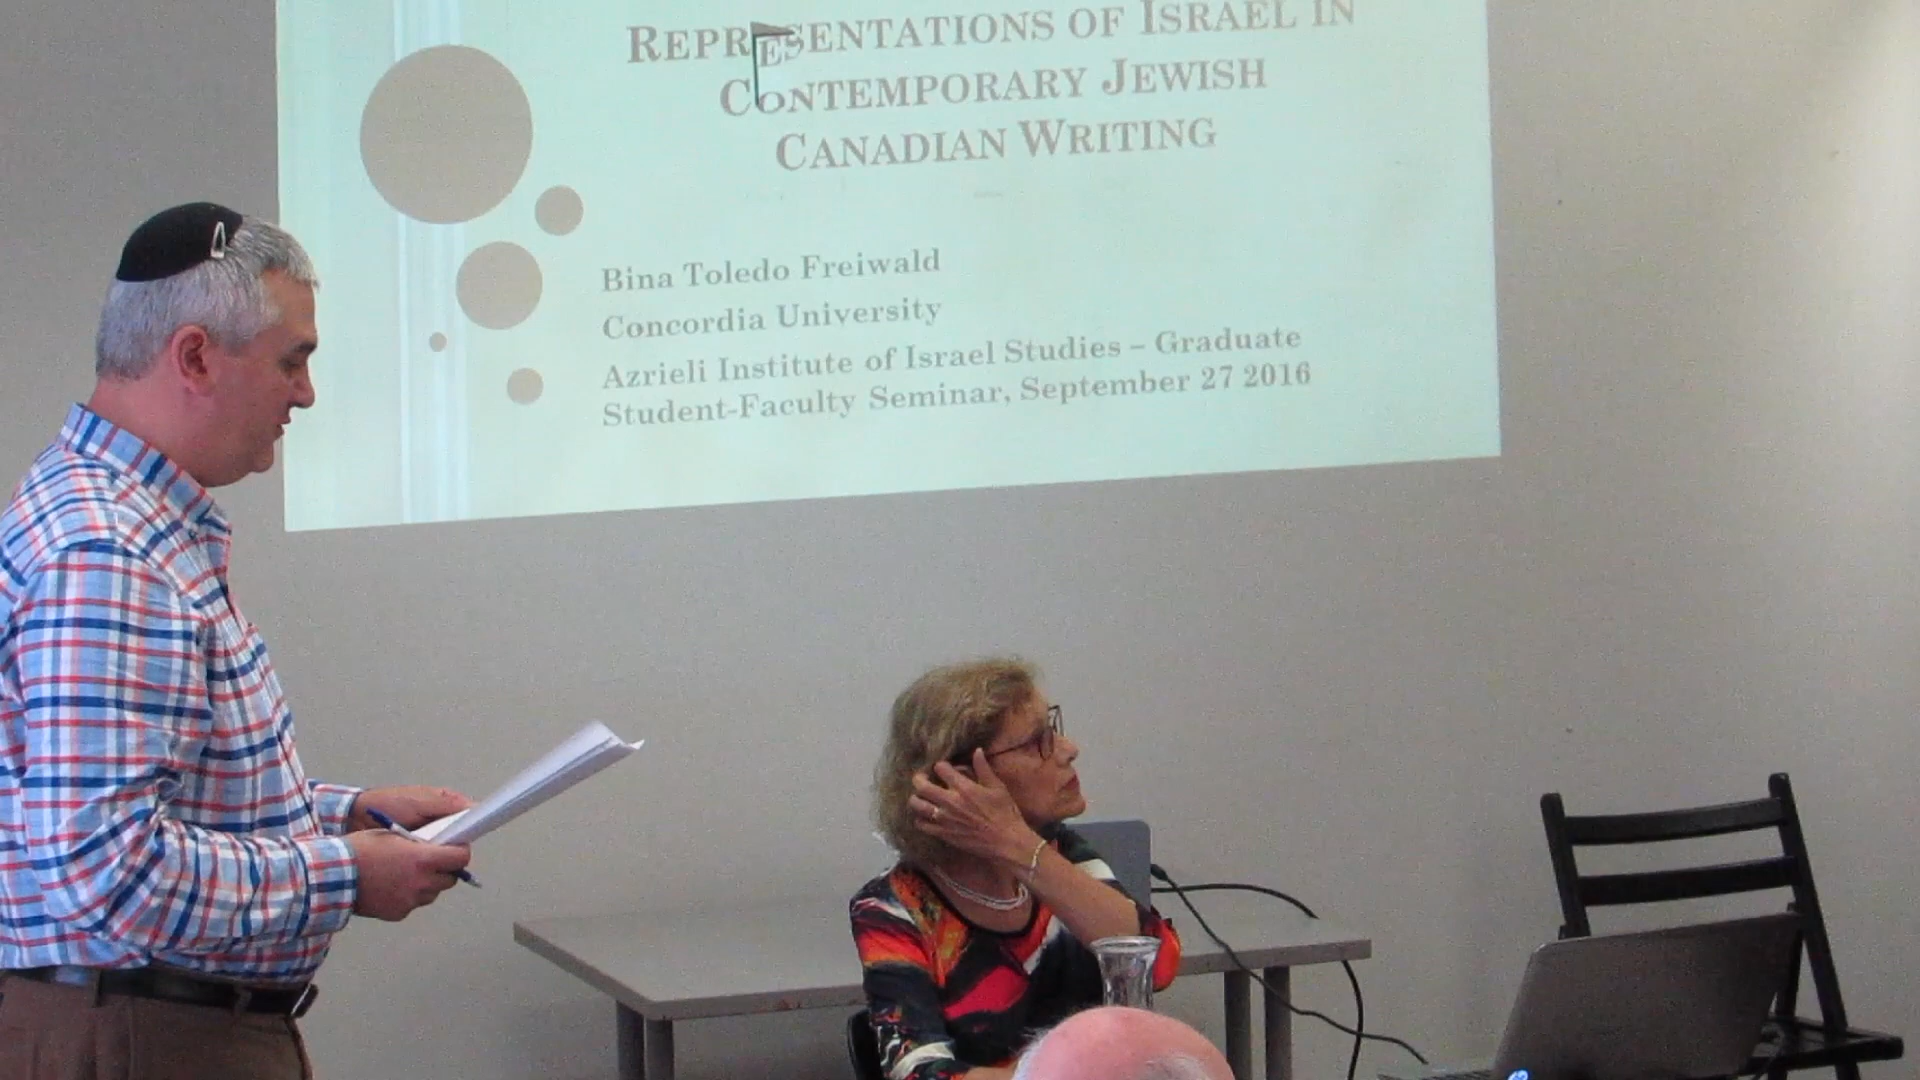 REPRESENTATIONS OF ISRAEL IN
CONTEMPORARY JEWISH
CANADIAN WRITING
Bina Toledo Freiwald
Concordia University
Azrieli Institute of Israel Studies – Graduate
Student-Faculty Seminar, September 27 2016